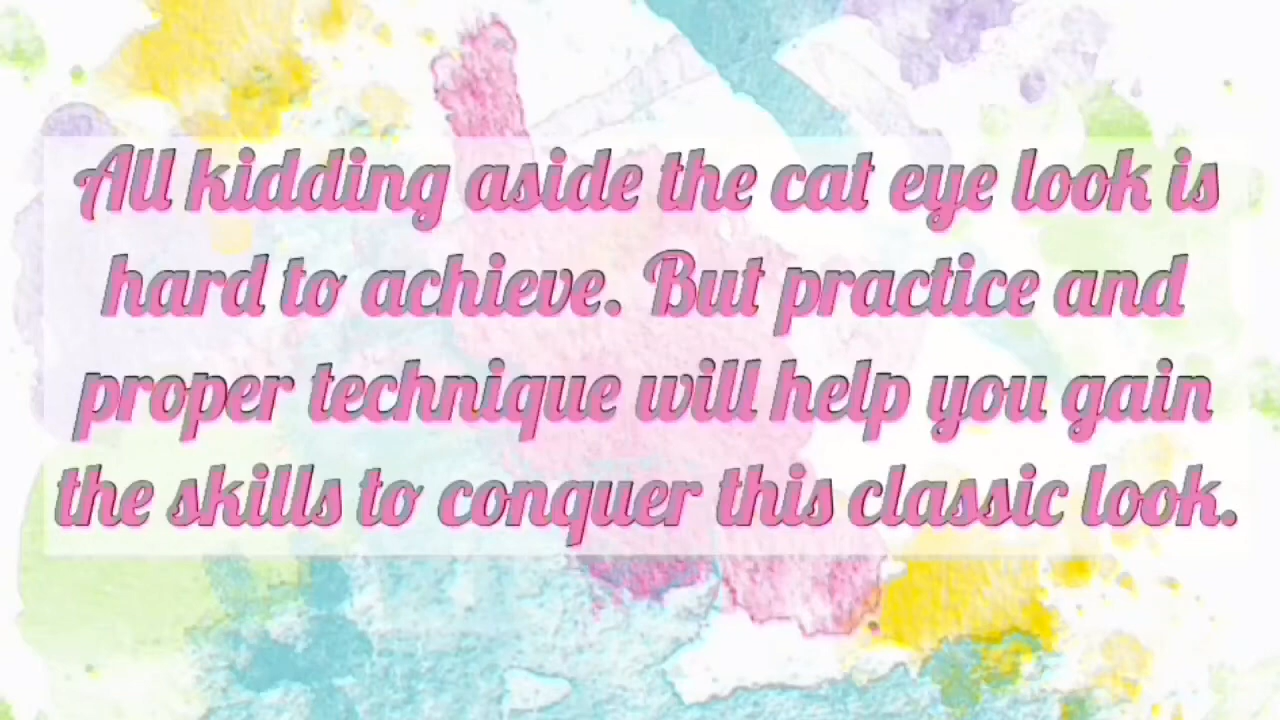 All kidding aside the cat eye look is
hard to achieve. But practice and
proper technique will help you gain
the skills to conquer this classic look.